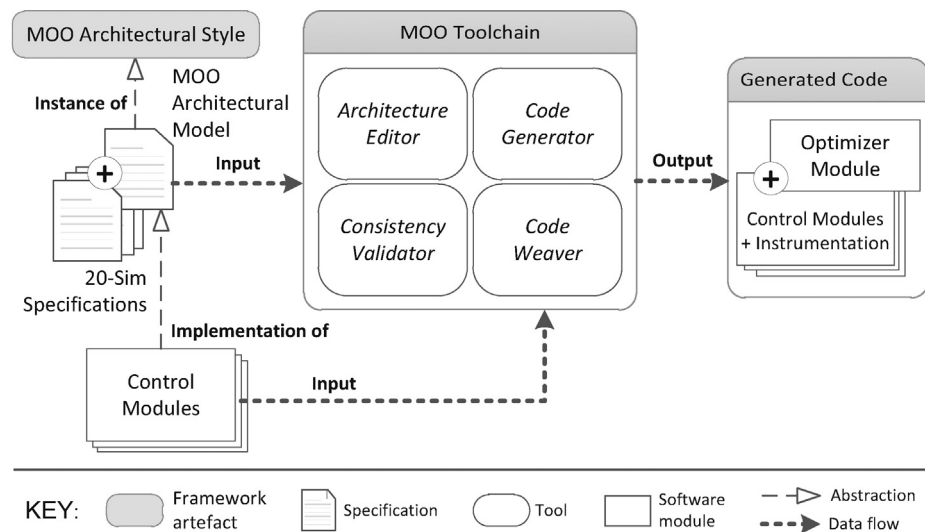 MOO Architectural Style
MOO
Architectural
Model
Instance of
+
20-Sim
Specifications
Implementation of
Control
Modules
Input
Input
MOO Toolchain
Architecture
Editor
Code
Generator
Consistency
Validator
Code
Weaver
Output
Generated Code
Optimizer
Module
+
Control Modules
+ Instrumentation
KEY:
Framework
artefact
Specification
Tool
Software
module
Abstraction
Data flow